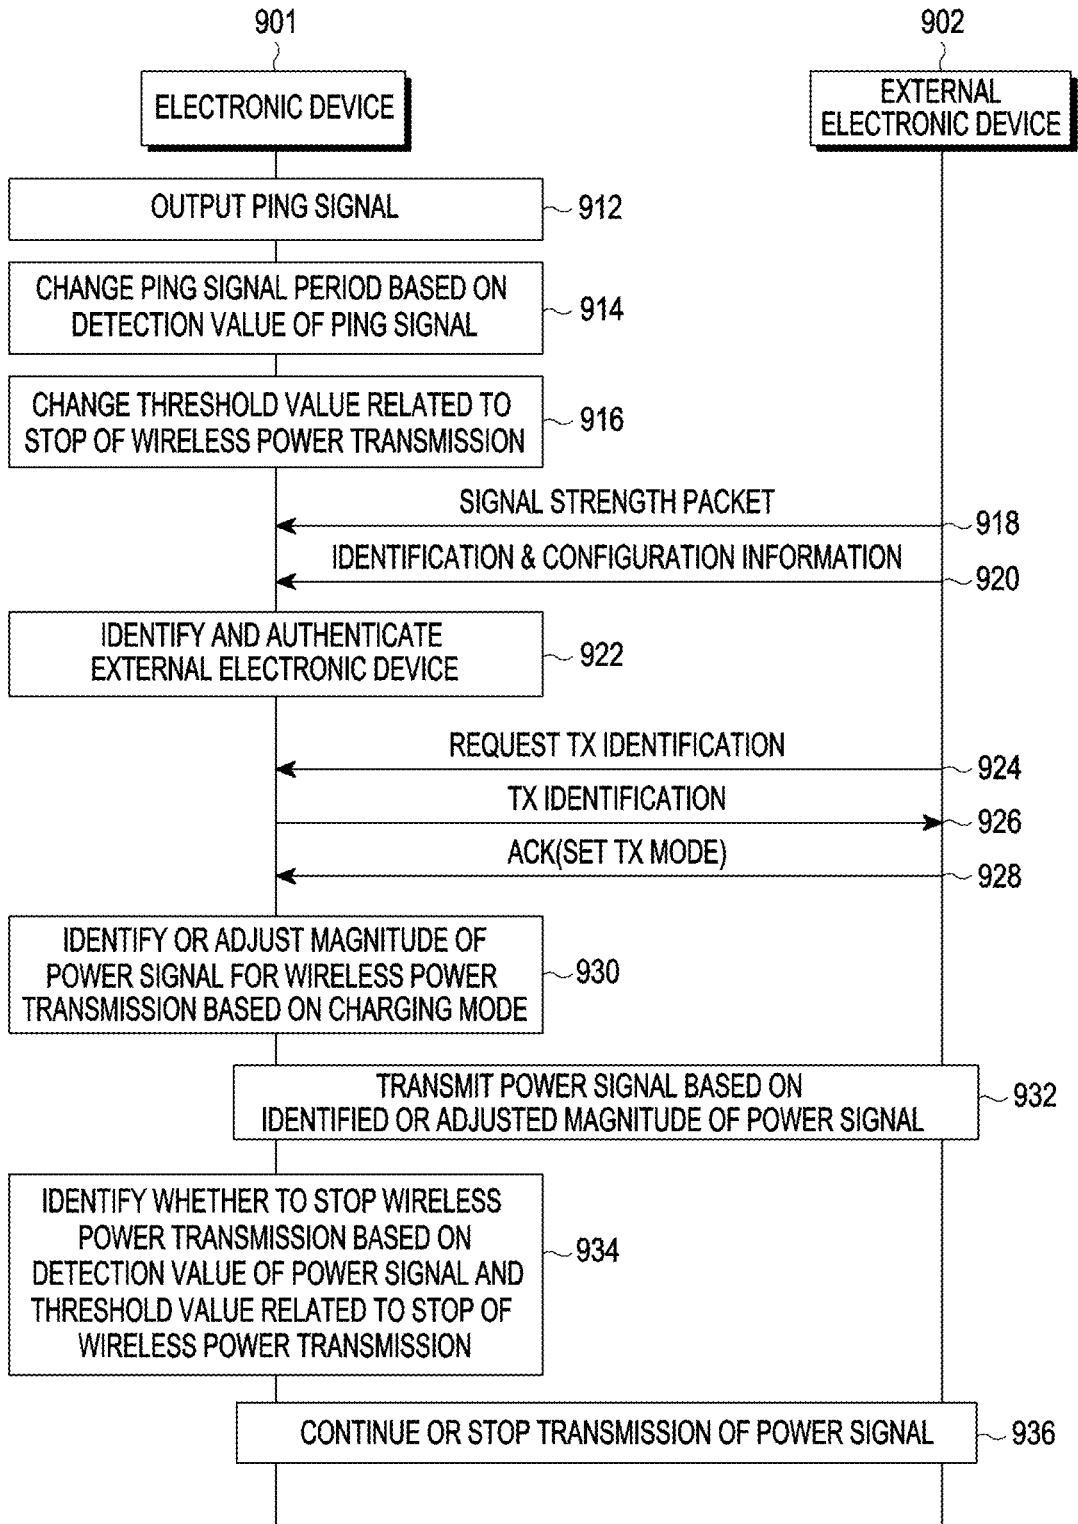 901
902
ELECTRONIC DEVICE
EXTERNAL
ELECTRONIC DEVICE
OUTPUT PING SIGNAL
912
CHANGE PING SIGNAL PERIOD BASED ON
DETECTION VALUE OF PING SIGNAL
914
CHANGE THRESHOLD VALUE RELATED TO
STOP OF WIRELESS POWER TRANSMISSION
916
SIGNAL STRENGTH PACKET
918
IDENTIFICATION & CONFIGURATION INFORMATION
920
IDENTIFY AND AUTHENTICATE
EXTERNAL ELECTRONIC DEVICE
922
REQUEST TX IDENTIFICATION
924
TX IDENTIFICATION
926
ACK(SET TX MODE)
928
IDENTIFY OR ADJUST MAGNITUDE OF
POWER SIGNAL FOR WIRELESS POWER
TRANSMISSION BASED ON CHARGING MODE
930
TRANSMIT POWER SIGNAL BASED ON
IDENTIFIED OR ADJUSTED MAGNITUDE OF POWER SIGNAL
932
IDENTIFY WHETHER TO STOP WIRELESS
POWER TRANSMISSION BASED ON
DETECTION VALUE OF POWER SIGNAL AND
THRESHOLD VALUE RELATED TO STOP OF
WIRELESS POWER TRANSMISSION
934
CONTINUE OR STOP TRANSMISSION OF POWER SIGNAL
936